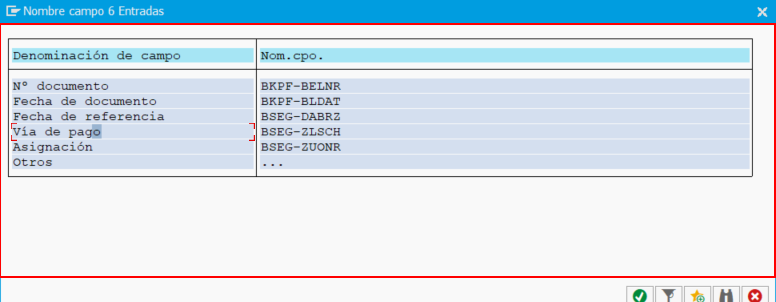 Nombre campo 6 Entradas
Denominación de campo Nom.cpo.
Nº documento BKPF-BELNR
Fecha de documento BKPF-BLDAT
Fecha de referencia BSEG-DABRZ
Vía de pago BSEG-ZLSCH
Asignación BSEG-ZUONR
Otros ...